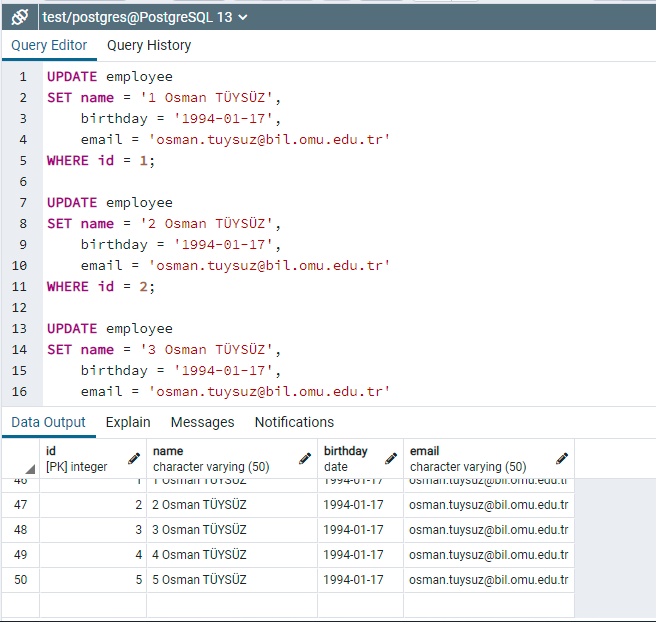 test/postgres@PostgreSQL 13
Query Editor Query History
1 UPDATE employee
2 SET name = '1 Osman TÜYSÜZ',
3 birthday = '1994-01-17',
4 email = 'osman.tuysuz@bil.omu.edu.tr'
5 WHERE id = 1;
6
7 UPDATE employee
8 SET name = '2 Osman TÜYSÜZ',
9 birthday = '1994-01-17',
10 email = 'osman.tuysuz@bil.omu.edu.tr'
11 WHERE id = 2;
12
13 UPDATE employee
14 SET name = '3 Osman TÜYSÜZ',
15 birthday = '1994-01-17',
16 email = 'osman.tuysuz@bil.omu.edu.tr'
Data Output Explain Messages Notifications
id name birthday email
[PK] integer character varying (50) date character varying (50)
46 1 1 Osman TÜYSÜZ 1994-01-17 osman.tuysuz@bil.omu.edu.tr
47 2 2 Osman TÜYSÜZ 1994-01-17 osman.tuysuz@bil.omu.edu.tr
48 3 3 Osman TÜYSÜZ 1994-01-17 osman.tuysuz@bil.omu.edu.tr
49 4 4 Osman TÜYSÜZ 1994-01-17 osman.tuysuz@bil.omu.edu.tr
50 5 5 Osman TÜYSÜZ 1994-01-17 osman.tuysuz@bil.omu.edu.tr